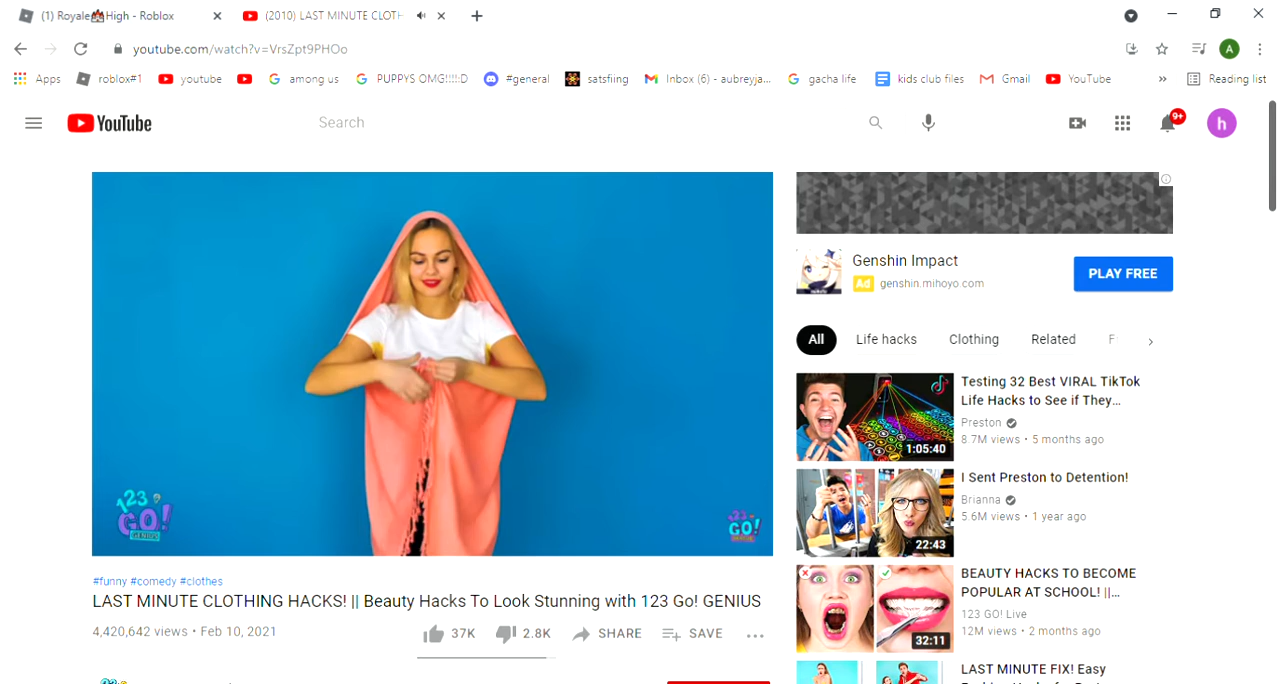 (1) Royale High - Roblox
(2010) LAST MINUTE CLOTH
youtube.com/watch?v=VrsZpt9PHOo
A
Apps
roblox#1
youtube
among us
PUPPYS OMG!!!!:D
#general
satsfiing
Inbox (6) - aubreyja...
gacha life
kids club files
Gmail
YouTube
»
Reading list
YouTube
Search
9+
h
123 GO! GENIUS
123 GO!
Genshin Impact
Ad genshin.mihoyo.com
PLAY FREE
All
Life hacks
Clothing
Related
F
1:05:40
Testing 32 Best VIRAL TikTok
Life Hacks to See if They...
Preston
8.7M views • 5 months ago
22:43
I Sent Preston to Detention!
Brianna
5.6M views • 1 year ago
32:11
BEAUTY HACKS TO BECOME
POPULAR AT SCHOOL! ||...
123 GO! Live
12M views • 2 months ago
LAST MINUTE FIX! Easy
#funny #comedy #clothes
LAST MINUTE CLOTHING HACKS! || Beauty Hacks To Look Stunning with 123 Go! GENIUS
4,420,642 views • Feb 10, 2021
37K
2.8K
SHARE
SAVE